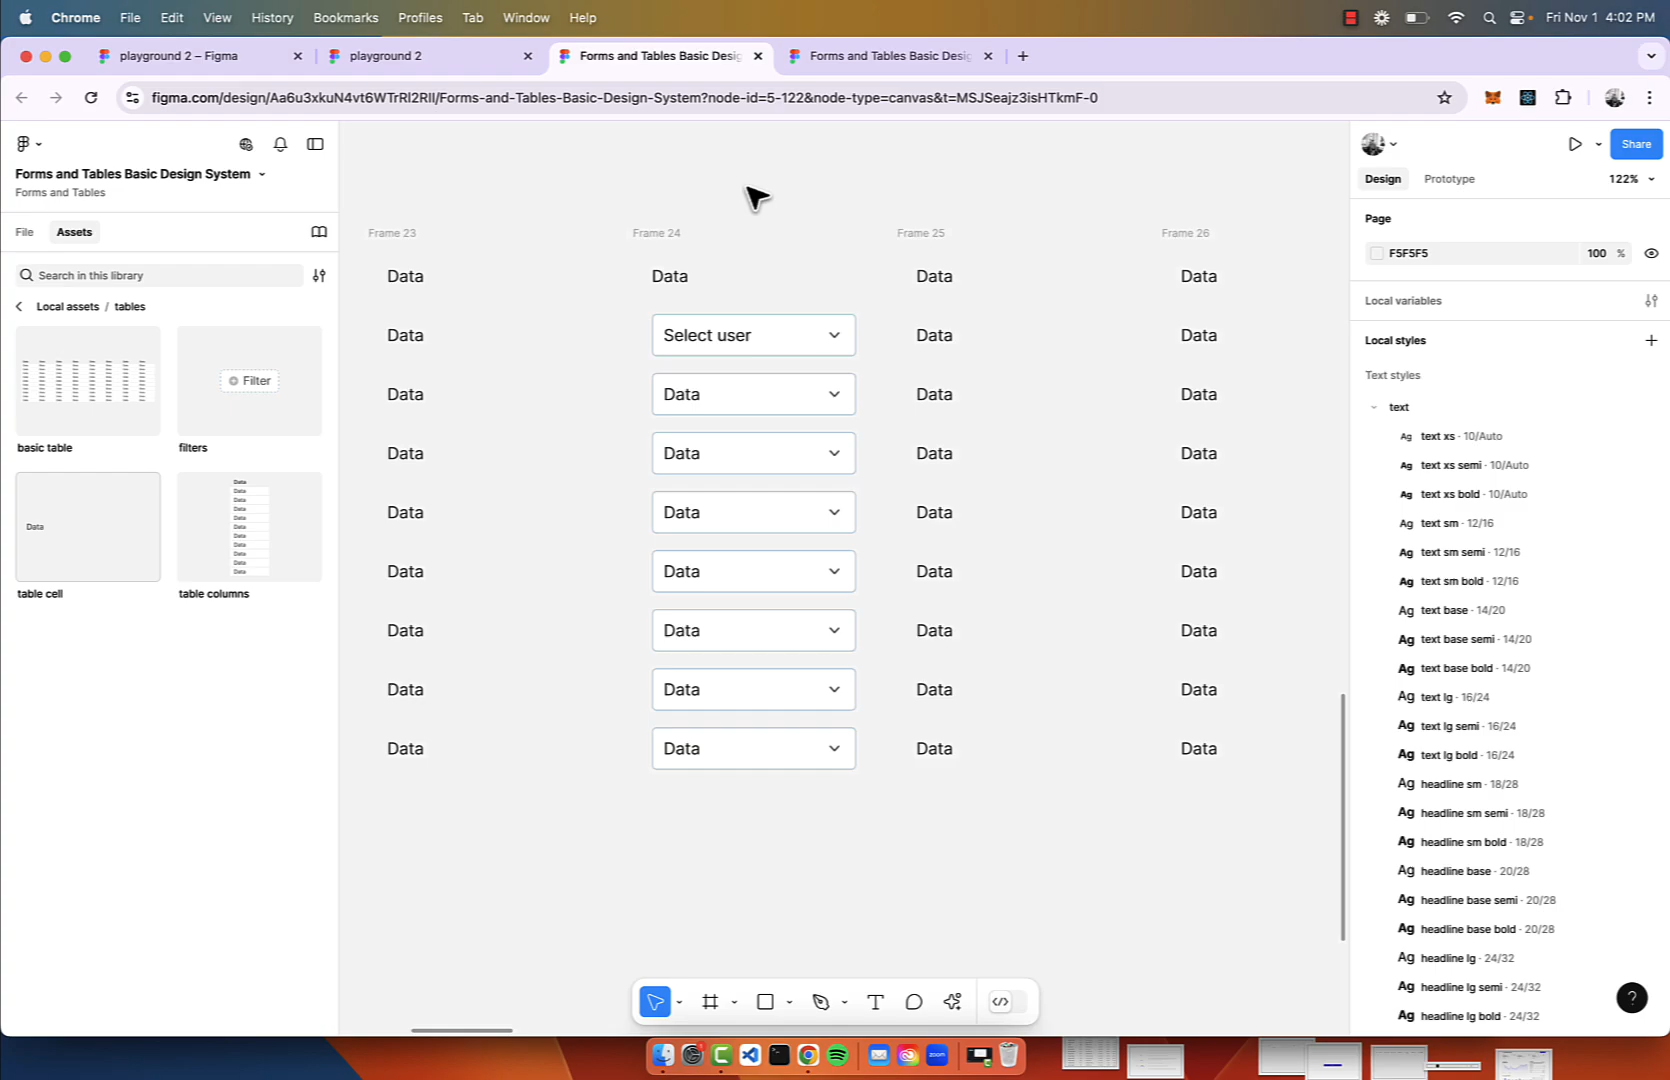 Chrome File Edit View History Bookmarks Profiles Tab Window Help Fri Nov 1 4:02 PM
playground 2 – Figma playground 2 Forms and Tables Basic Desig Forms and Tables Basic Desig
figma.com/design/Aa6u3xkuN4vt6WTrRI2RII/Forms-and-Tables-Basic-Design-System?node-id=5-122&node-type=canvas&t=MSJSeajz3isHTkmF-0
Forms and Tables Basic Design System
Forms and Tables
File Assets
Search in this library
Local assets / tables
Filter
basic table filters
Data
Data
Data
Data
Data
Data
Data
Data
Data
Data
Data
Data
table cell table columns
Frame 23 Frame 24 Frame 25 Frame 26
Data Data Data Data
Data Select user Data Data
Data Data Data Data
Data Data Data Data
Data Data Data Data
Data Data Data Data
Data Data Data Data
Data Data Data Data
Data Data Data Data
Share
Design Prototype 122%
Page
F5F5F5 100 %
Local variables
Local styles
Text styles
text
Ag text xs · 10/Auto
Ag text xs semi · 10/Auto
Ag text xs bold · 10/Auto
Ag text sm · 12/16
Ag text sm semi · 12/16
Ag text sm bold · 12/16
Ag text base · 14/20
Ag text base semi · 14/20
Ag text base bold · 14/20
Ag text lg · 16/24
Ag text lg semi · 16/24
Ag text lg bold · 16/24
Ag headline sm · 18/28
Ag headline sm semi · 18/28
Ag headline sm bold · 18/28
Ag headline base · 20/28
Ag headline base semi · 20/28
Ag headline base bold · 20/28
Ag headline lg · 24/32
Ag headline lg semi · 24/32
Ag headline lg bold · 24/32
zoom